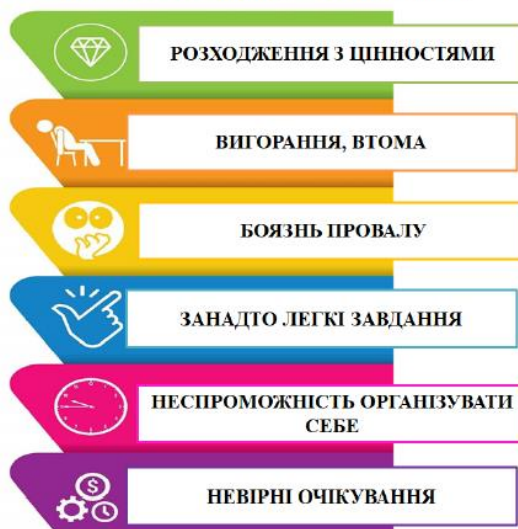 РОЗХОДЖЕННЯ З ЦІННОСТЯМИ
ВИГОРАННЯ, ВТОМА
БОЯЗНЬ ПРОВАЛУ
ЗАНАДТО ЛЕГКІ ЗАВДАННЯ
НЕСПРОМОЖНІСТЬ ОРГАНІЗУВАТИ
СЕБЕ
$
НЕВІРНІ ОЧІКУВАННЯ